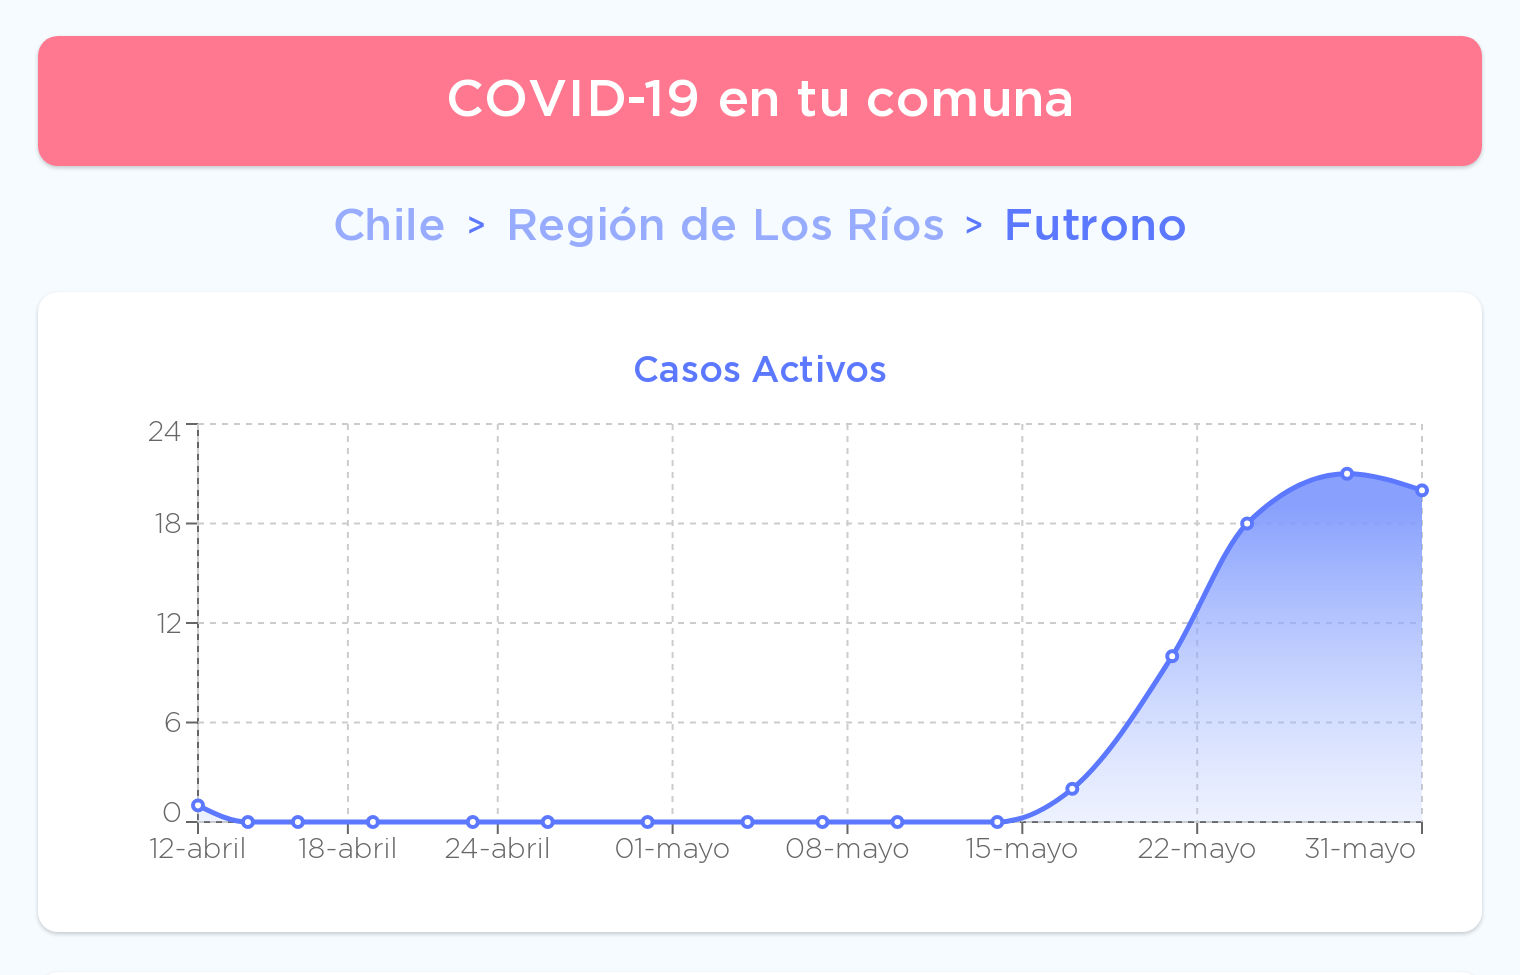 COVID-19 en tu comuna
Chile > Región de Los Ríos > Futrono
Casos Activos
24
18
12
6
0
12-abril 18-abril 24-abril 01-mayo 08-mayo 15-mayo 22-mayo 31-mayo